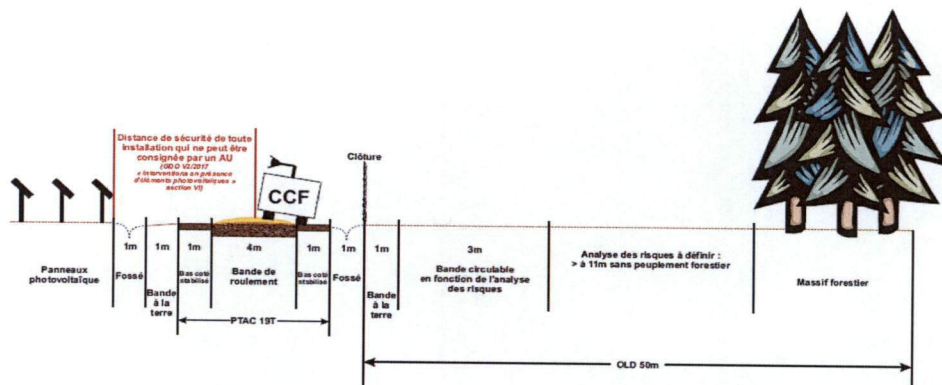 Distance de sécurité de toute
installation qui ne peut être
consignée par un AU
(GDO V2/2017
« Interventions en présence
d'éléments photovoltaïques »
section VI)
CCF
Clôture
1m
1m
1m
4m
1m
1m
1m
3m
Analyse des risques à définir :
> à 11m sans peuplement forestier
Panneaux
photovoltaïque
Fossé
Bande
à la
terre
Bas coté
stabilisé
Bande de
roulement
Bas coté
stabilisé
Fossé
Bande
à la
terre
Bande circulable
en fonction de l'analyse
des risques
Massif forestier
PTAC 19T
OLD 50m